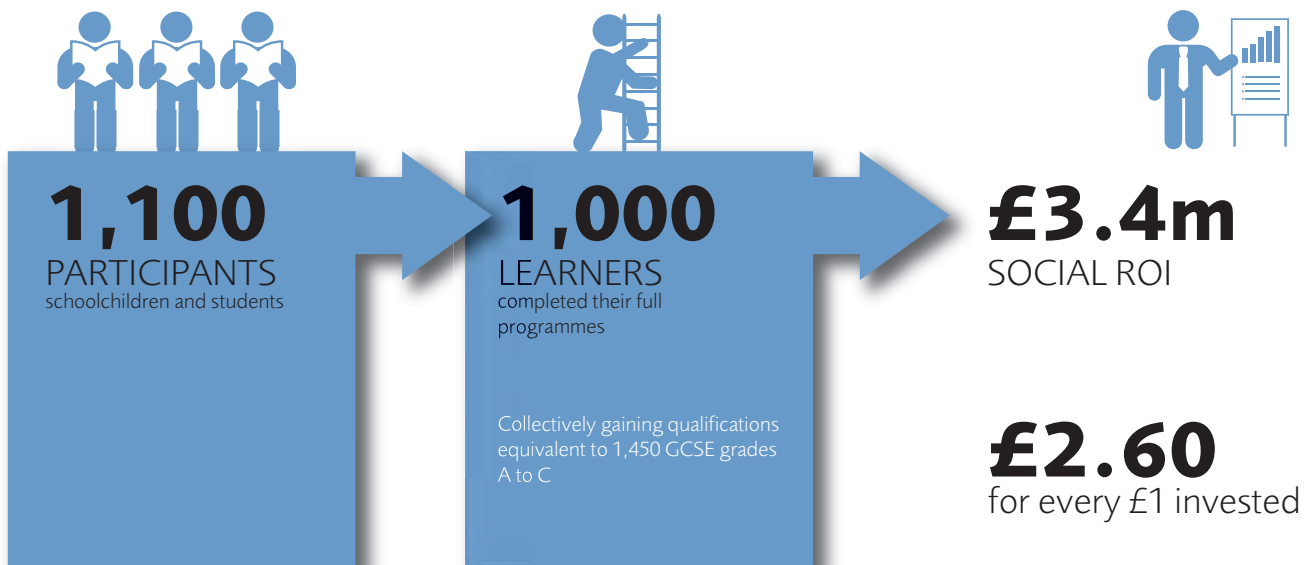 1,100
PARTICIPANTS
schoolchildren and students
1,000
LEARNERS
completed their full
programmes
Collectively gaining qualifications
equivalent to 1,450 GCSE grades
A to C
£3.4m
SOCIAL ROI
£2.60
for every £1 invested